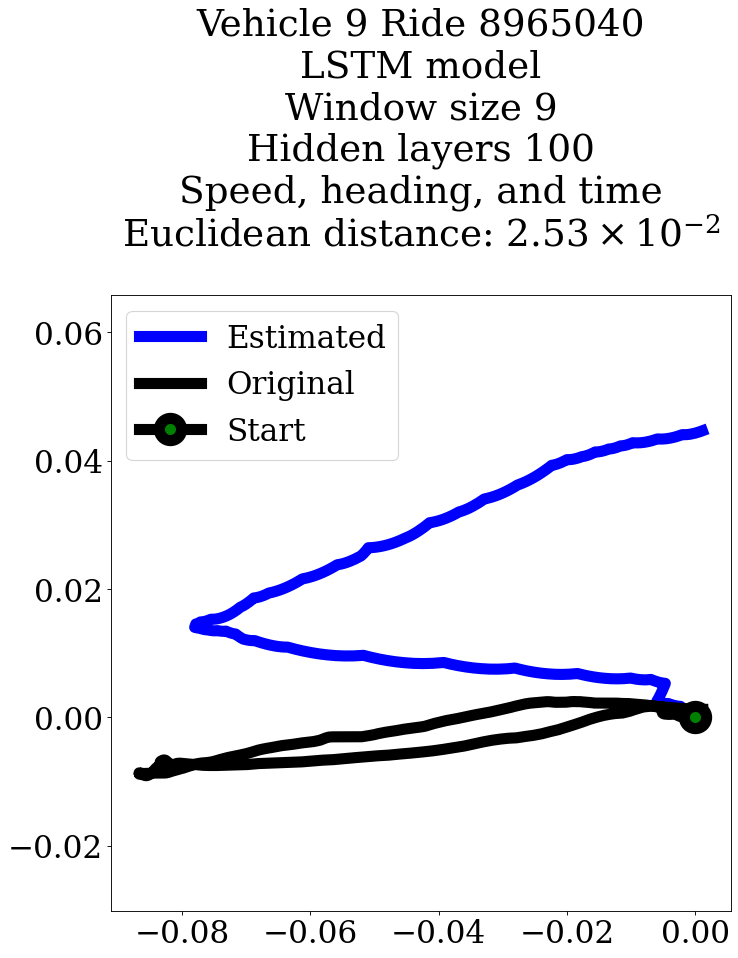 Vehicle 9 Ride 8965040
LSTM model
Window size 9
Hidden layers 100
Speed, heading, and time
Euclidean distance: 2.53 × 10⁻²
Estimated
Original
Start
0.06
0.04
0.02
0.00
−0.02
−0.08 −0.06 −0.04 −0.02 0.00